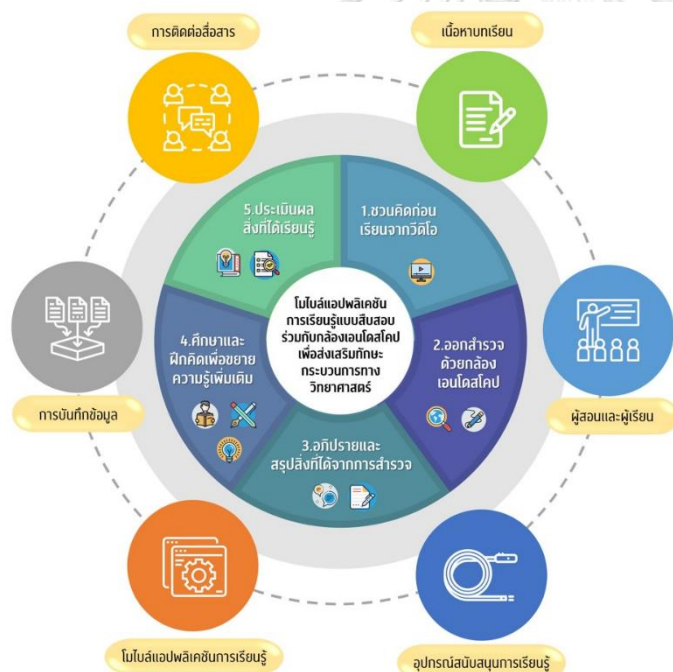 การติดต่อสื่อสาร
เนื้อหาบทเรียน
5.ประเมินผล
สิ่งที่ได้เรียนรู้
1.ชวนคิดก่อน
เรียนจากวีดิโอ
โมไบล์แอปพลิเคชัน
การเรียนรู้แบบสืบสอบ
ร่วมกับกล้องเอนโดสโคป
เพื่อส่งเสริมทักษะ
กระบวนการทาง
วิทยาศาสตร์
4.ศึกษาและ
ฝึกคิดเพื่อขยาย
ความรู้เพิ่มเติม
2.ออกสำรวจ
ด้วยกล้อง
เอนโดสโคป
การบันทึกข้อมูล
ผู้สอนและผู้เรียน
3.อภิปรายและ
สรุปสิ่งที่ได้จากการสำรวจ
โมไบล์แอปพลิเคชันการเรียนรู้
อุปกรณ์สนับสนุนการเรียนรู้